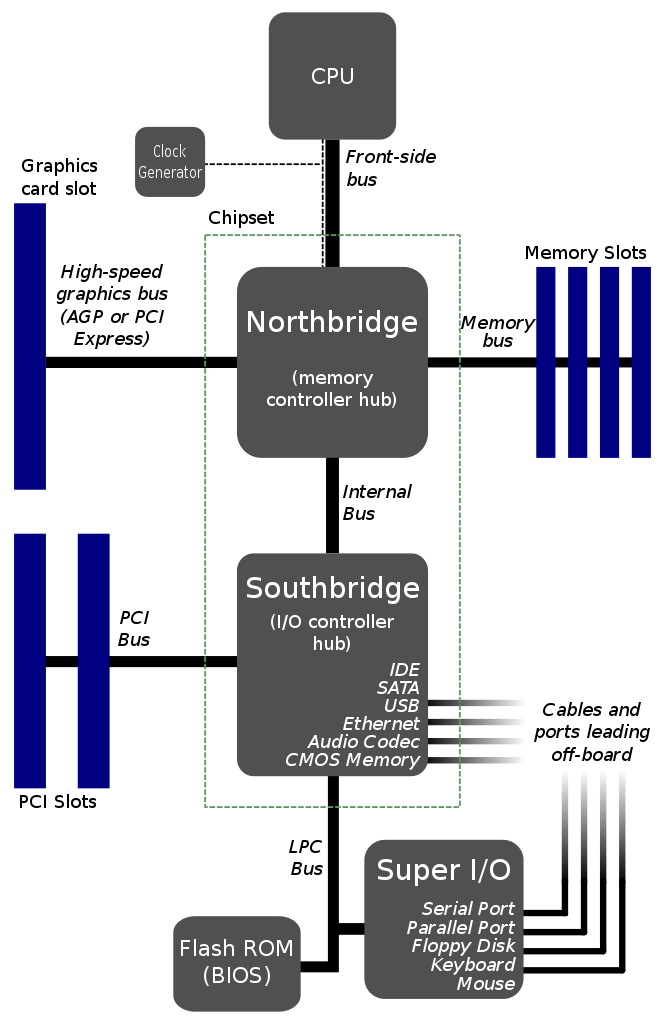 CPU
Clock
Generator
Front-side
bus
Graphics
card slot
Chipset
High-speed
graphics bus
(AGP or PCI
Express)
Northbridge
(memory
controller hub)
Memory Slots
Memory
bus
Internal
Bus
Southbridge
(I/O controller
hub)
PCI
Bus
IDE
SATA
USB
Ethernet
Audio Codec
CMOS Memory
Cables and
ports leading
off-board
PCI Slots
LPC
Bus
Super I/O
Serial Port
Parallel Port
Floppy Disk
Keyboard
Mouse
Flash ROM
(BIOS)